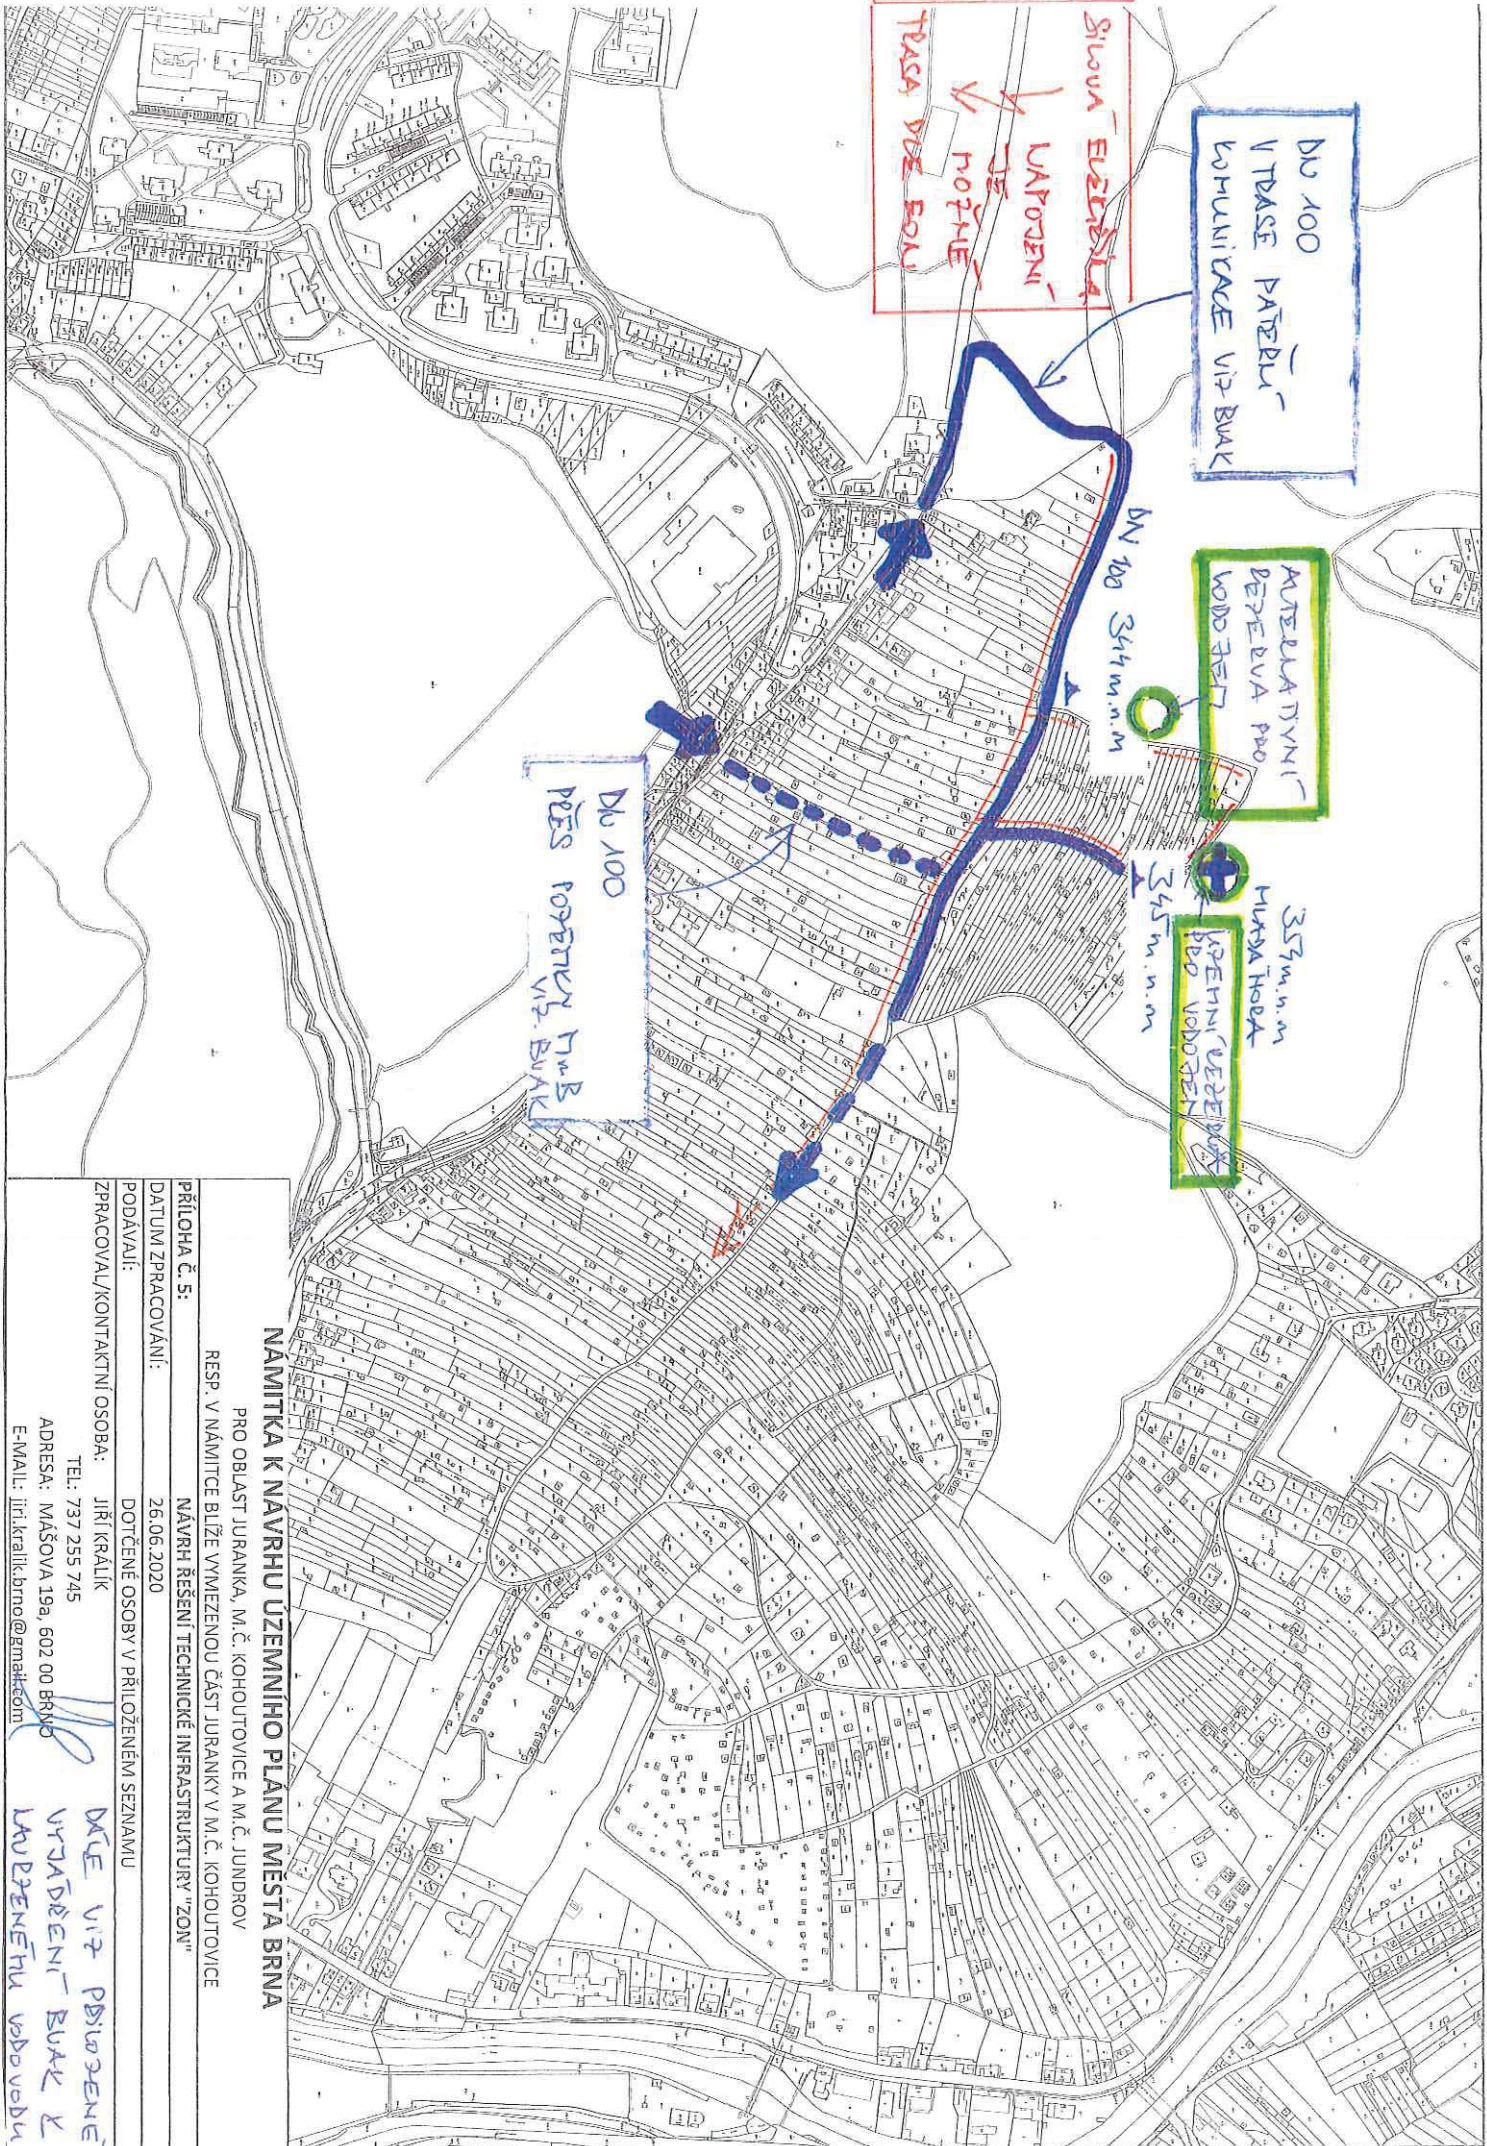 DN 100
V TRASE PÁTEŘNÍ
KOMUNIKACE VIZ BVAK
SILOVÁ ELEKTŘINA
NAPOJENÍ
JE
MOŽNÉ
TRASA DLE EON
ALTERNATIVNÍ
REZERVA PRO
VODOJEM
DN 100 344 m.n.m
353 m.n.m
MLADÁ HORA
ÚZEMNÍ REZERVA
PRO VODOJEM
345 m.n.m
DN 100
PŘES POZEMKY MmB
VIZ. BVAK
NÁMITKA K NÁVRHU ÚZEMNÍHO PLÁNU MĚSTA BRNA
PRO OBLAST JURANKA, M.Č. KOHOUTOVICE A M.Č. JUNDROV
RESP. V NÁMITCE BLÍŽE VYMEZENOU ČÁST JURANKY V M.Č. KOHOUTOVICE
PŘÍLOHA Č. 5: NÁVRH ŘEŠENÍ TECHNICKÉ INFRASTRUKTURY "ZON"
DATUM ZPRACOVÁNÍ: 26.06.2020
PODÁVAJÍ: DOTČENÉ OSOBY V PŘILOŽENÉM SEZNAMU
ZPRACOVAL/KONTAKTNÍ OSOBA: JIŘÍ KRÁLÍK
TEL: 737 255 745
ADRESA: MÁŠOVA 19a, 602 00 BRNO
E-MAIL: jiri.kralik.brno@gmail.com
DÁLE VIZ PŘILOŽENÉ
VYJÁDŘENÍ BVAK K
NAVRŽENÉMU VODOVODU